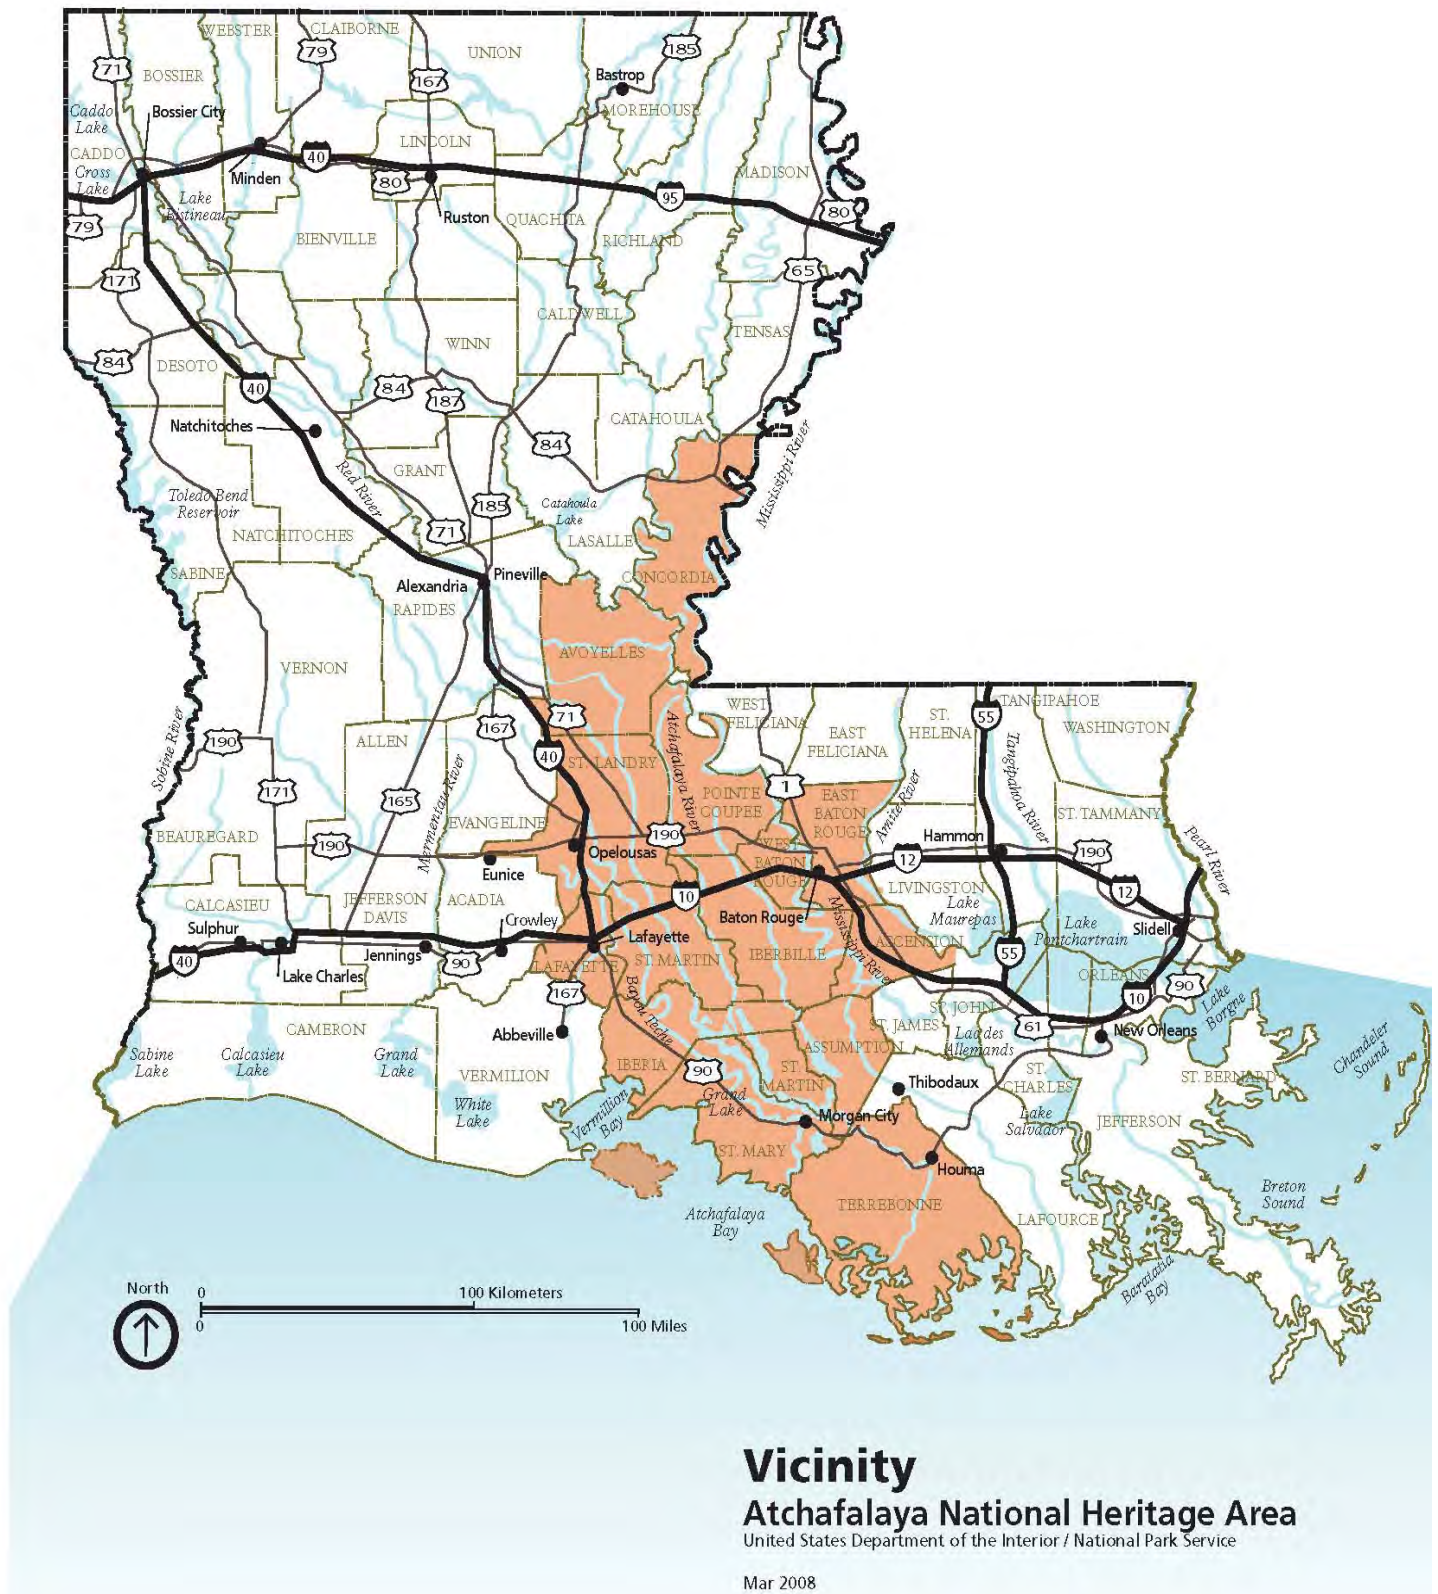 WEBSTER
CLAIBORNE
79
UNION
185
71
BOSSIER
167
Bastrop
Caddo
Lake
Bossier City
MOREHOUSE
LINCOLN
CADDO
Cross
Lake
40
Minden
80
MADISON
Lake
Bistineau
Ruston
95
80
79
QUACHITA
BIENVILLE
RICHLAND
171
65
CALDWELL
TENSAS
WINN
84
DESOTO
40
84
187
Natchitoches
CATAHOULA
84
Mississippi River
GRANT
Red River
Toledo Bend
Reservoir
185
Catahoula
Lake
71
NATCHITOCHES
LASALLE
SABINE
Pineville
CONCORDIA
Alexandria
RAPIDES
AVOYELLES
VERNON
WEST
FELICIANA
EAST
FELICIANA
ST.
HELENA
55
TANGIPAHOE
WASHINGTON
71
167
Atchafalaya River
190
ALLEN
40
ST. LANDRY
Sobine River
Tangipahoa River
171
165
Mermentau River
POINTE
COUPEE
1
EAST
BATON
ROUGE
Amite River
ST. TAMMANY
EVANGELINE
BEAUREGARD
190
190
Hammon
190
Pearl River
Opelousas
WEST
BATON
ROUGE
12
Eunice
12
CALCASIEU
JEFFERSON
DAVIS
ACADIA
10
LIVINGSTON
Lake
Maurepas
Sulphur
Crowley
Baton Rouge
Mississippi River
Lake
Pontchartrain
Slidell
Lafayette
ASCENSION
40
Jennings
90
55
Lake Charles
LAFAYETTE
ST. MARTIN
IBERBILLE
ORLEANS
167
Bayou Teche
10
90
ST. JOHN
Lake
Borgne
CAMERON
Abbeville
ST. JAMES
61
New Orleans
Lac des
Allemands
ASSUMPTION
Sabine
Lake
Calcasieu
Lake
Grand
Lake
IBERIA
90
ST.
MARTIN
Chandeler
Sound
VERMILION
Thibodaux
ST.
CHARLES
ST. BERNARD
Grand
Lake
White
Lake
Vermillion
Bay
Morgan City
Lake
Salvador
JEFFERSON
ST. MARY
Houma
Breton
Sound
TERREBONNE
Atchafalaya
Bay
LAFOURCE
Baratatia
Bay
North
0
100 Kilometers
0
100 Miles
Vicinity
Atchafalaya National Heritage Area
United States Department of the Interior / National Park Service
Mar 2008